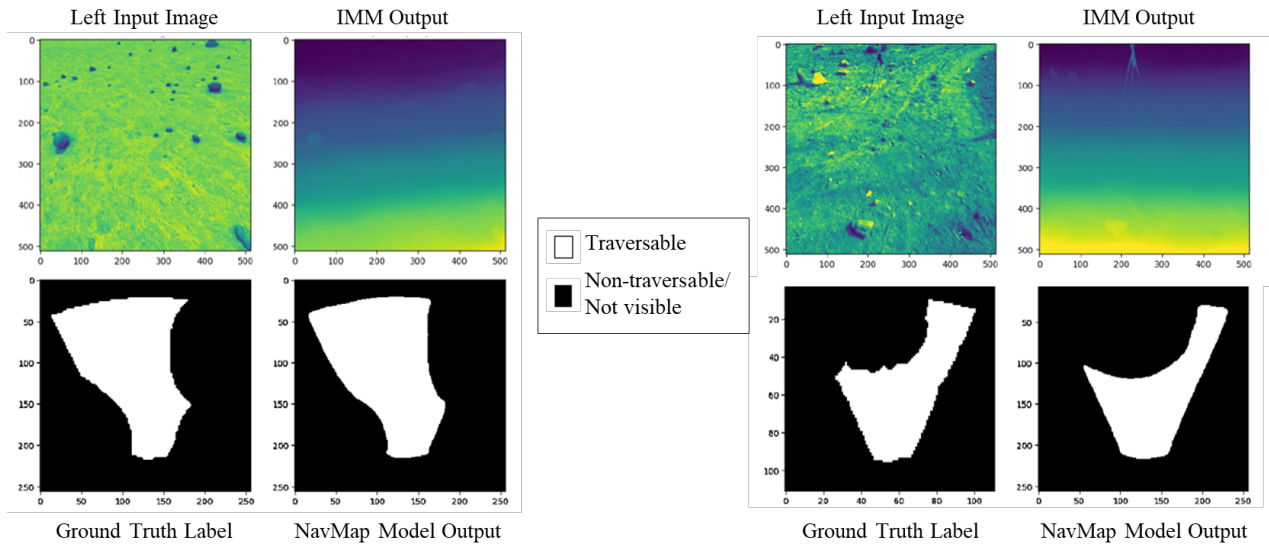 Left Input Image
IMM Output
Left Input Image
IMM Output
0
100
200
300
400
500
0 100 200 300 400 500
0
100
200
300
400
500
0 100 200 300 400 500
0
100
200
300
400
500
0 100 200 300 400 500
0
100
200
300
400
500
0 100 200 300 400 500
Traversable
Non-traversable/
Not visible
0
50
100
150
200
250
0 50 100 150 200 250
0
50
100
150
200
250
0 50 100 150 200 250
20
40
60
80
100
0 20 40 60 80 100
50
100
150
200
250
0 50 100 150 200 250
Ground Truth Label
NavMap Model Output
Ground Truth Label
NavMap Model Output